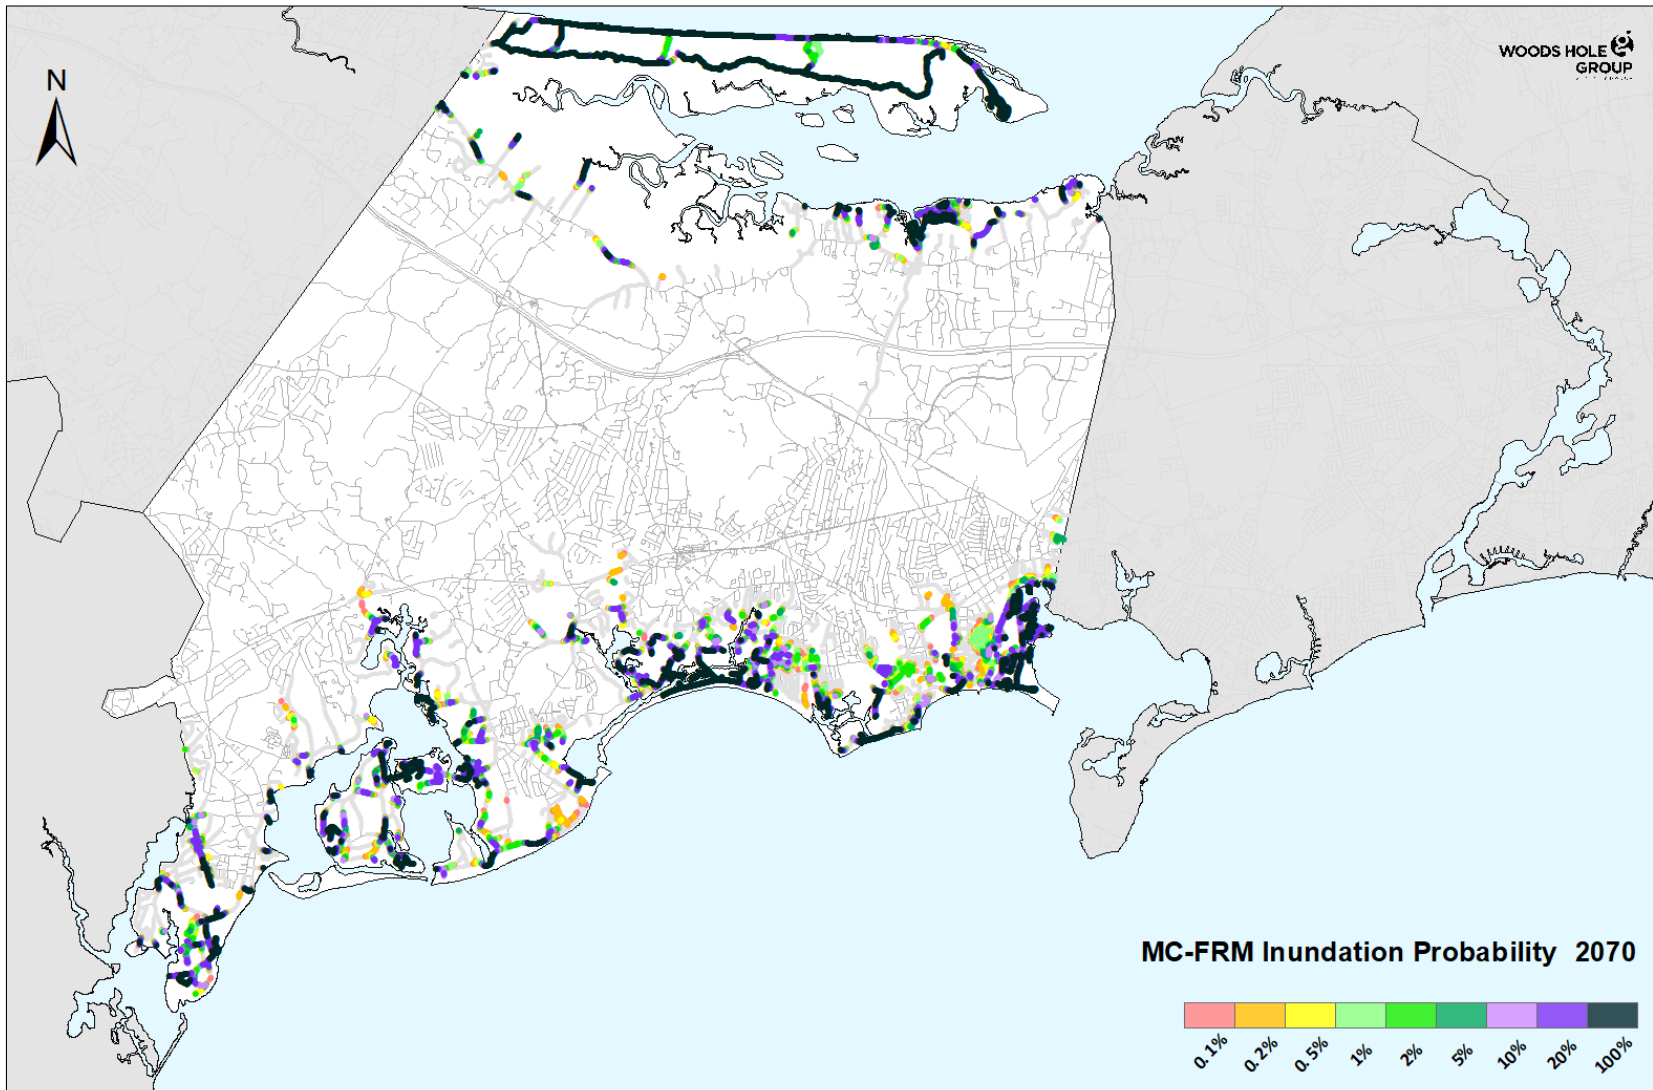 WOODS HOLE
GROUP
N
MC-FRM Inundation Probability 2070
0.1% 0.2% 0.5% 1% 2% 5% 10% 20% 100%